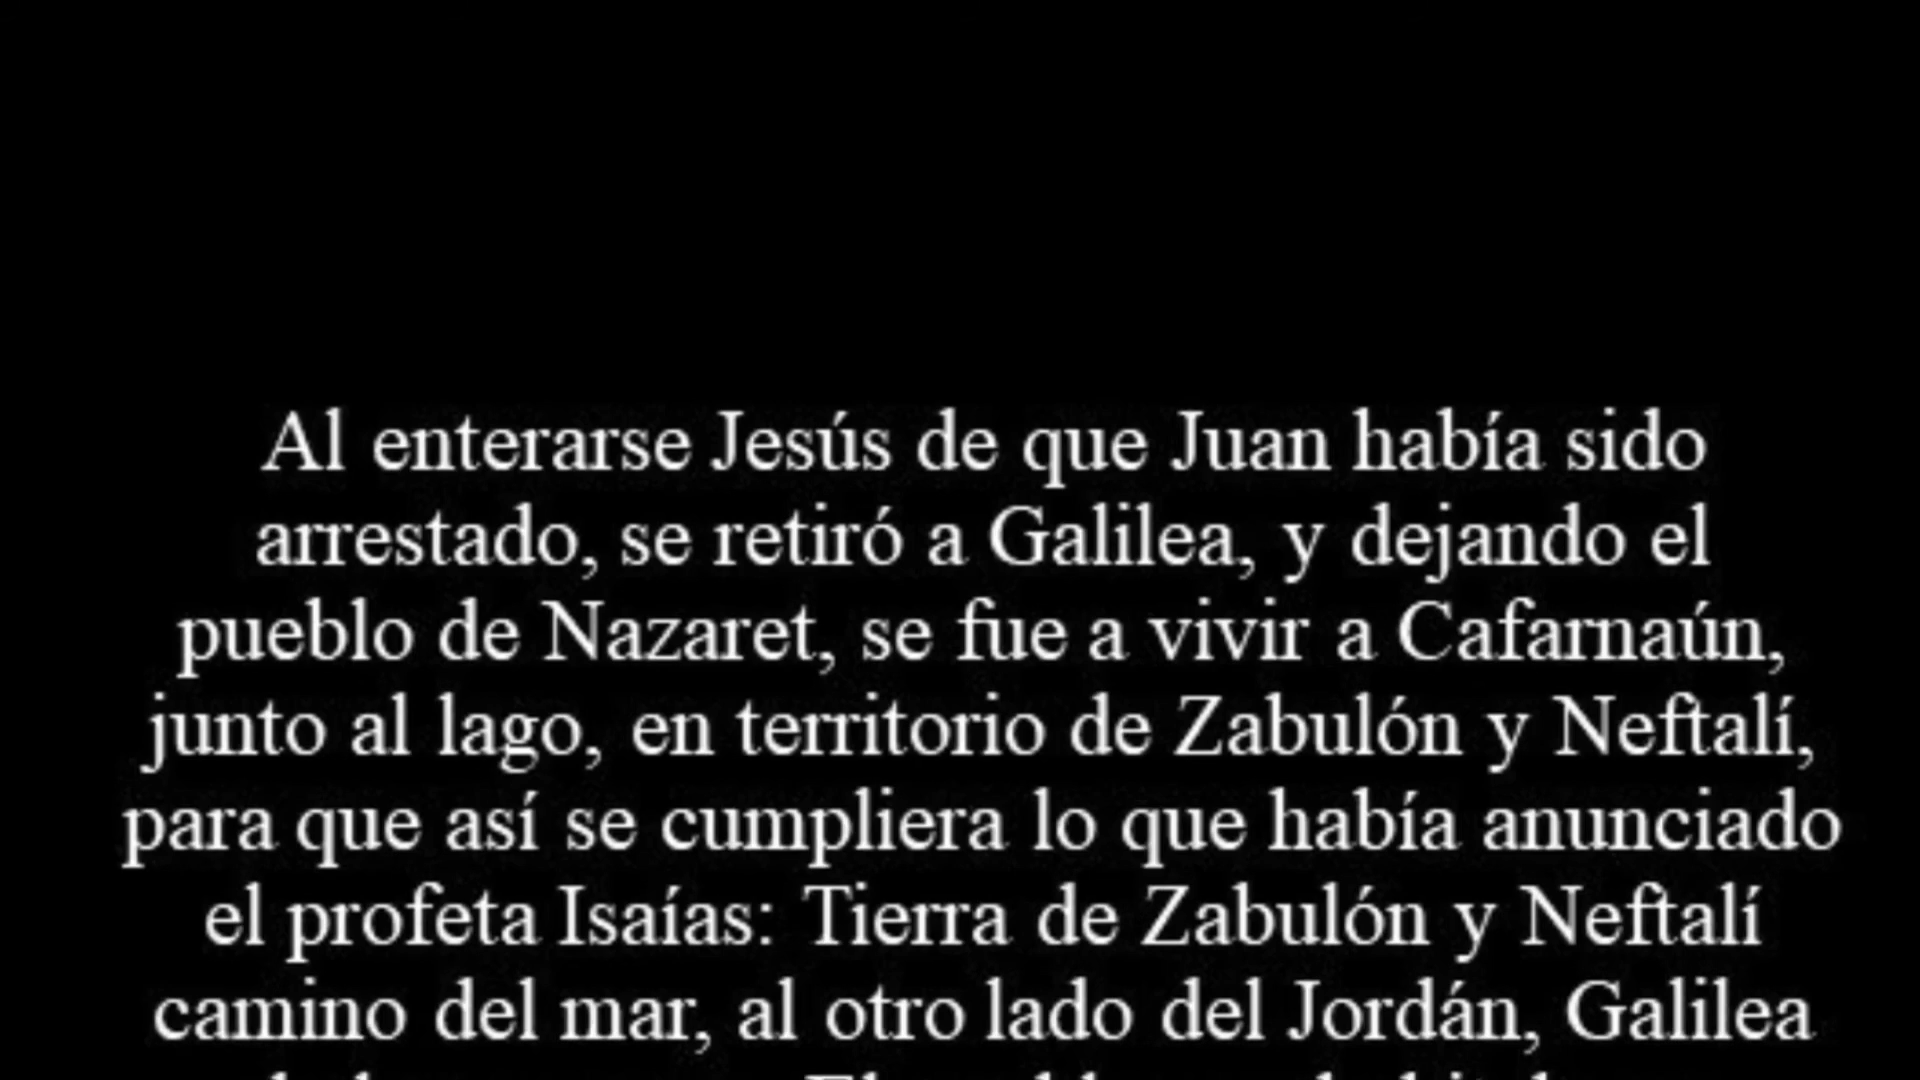 Al enterarse Jesús de que Juan había sido
arrestado, se retiró a Galilea, y dejando el
pueblo de Nazaret, se fue a vivir a Cafarnaún,
junto al lago, en territorio de Zabulón y Neftalí,
para que así se cumpliera lo que había anunciado
el profeta Isaías: Tierra de Zabulón y Neftalí
camino del mar, al otro lado del Jordán, Galilea